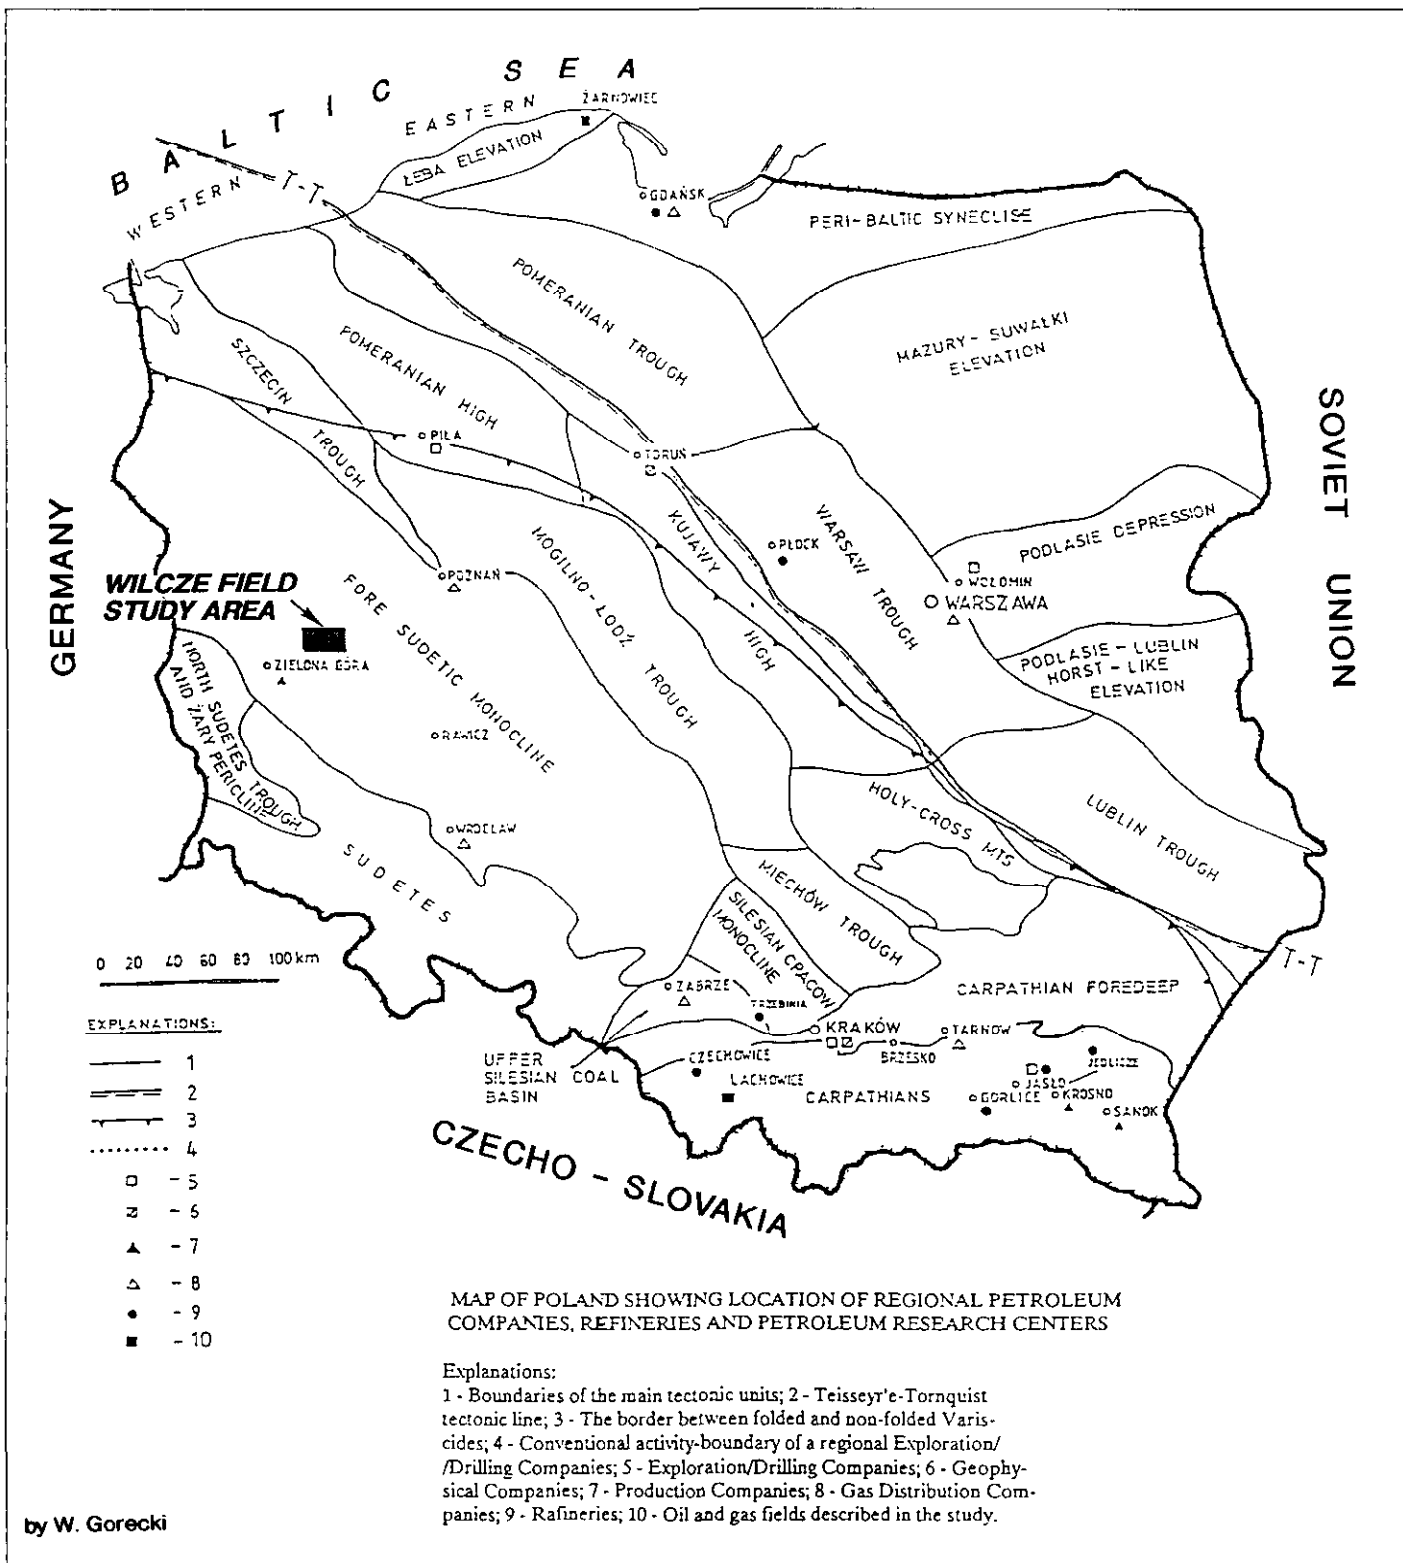 BALTIC SEA
WESTERN
EASTERN
ŻARNOWIEC
ŁEBA ELEVATION
T-T
GDAŃSK
PERI-BALTIC SYNECLISE
POMERANIAN TROUGH
MAZURY-SUWAŁKI
ELEVATION
SZCZECIN
TROUGH
POMERANIAN HIGH
PIŁA
TORUŃ
SOVIET UNION
GERMANY
KUJAWY
HIGH
PŁOCK
WARSAW TROUGH
PODLASIE DEPRESSION
WOŁOMIN
WARSZAWA
MOGILNO-ŁODŹ
TROUGH
POZNAŃ
WILCZE FIELD
STUDY AREA
FORE SUDETIC MONOCLINE
ZIELONA GÓRA
PODLASIE-LUBLIN
HORST-LIKE
ELEVATION
NORTH SUDETES TROUGH
AND ŻARY PERICLINE
RAWICZ
WROCŁAW
SUDETES
HOLY-CROSS MTS
LUBLIN TROUGH
MIECHÓW
TROUGH
SILESIAN CRACOW
MONOCLINE
T-T
0 20 40 60 80 100 km
ZABRZE
TRZEBINIA
CARPATHIAN FOREDEEP
KRAKÓW
BRZESKO
TARNÓW
UPPER
SILESIAN COAL
BASIN
CZECHOWICE
LACHOWICE
CARPATHIANS
JEDLICZE
JASŁO
GORLICE
KROSNO
SANOK
CZECHO - SLOVAKIA
EXPLANATIONS:
1
2
3
4
- 5
- 6
- 7
- 8
- 9
- 10
MAP OF POLAND SHOWING LOCATION OF REGIONAL PETROLEUM
COMPANIES, REFINERIES AND PETROLEUM RESEARCH CENTERS
Explanations:
1 - Boundaries of the main tectonic units; 2 - Teisseyr'e-Tornquist
tectonic line; 3 - The border between folded and non-folded Varis-
cides; 4 - Conventional activity-boundary of a regional Exploration/
/Drilling Companies; 5 - Exploration/Drilling Companies; 6 - Geophy-
sical Companies; 7 - Production Companies; 8 - Gas Distribution Com-
panies; 9 - Rafineries; 10 - Oil and gas fields described in the study.
by W. Gorecki